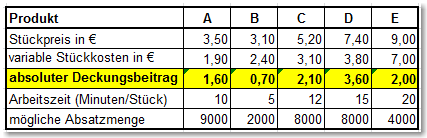 Produkt A B C D E
Stückpreis in € 3,50 3,10 5,20 7,40 9,00
variable Stückkosten in € 1,90 2,40 3,10 3,80 7,00
absoluter Deckungsbeitrag 1,60 0,70 2,10 3,60 2,00
Arbeitszeit (Minuten/Stück) 10 5 12 15 20
mögliche Absatzmenge 9000 2000 8000 8000 4000